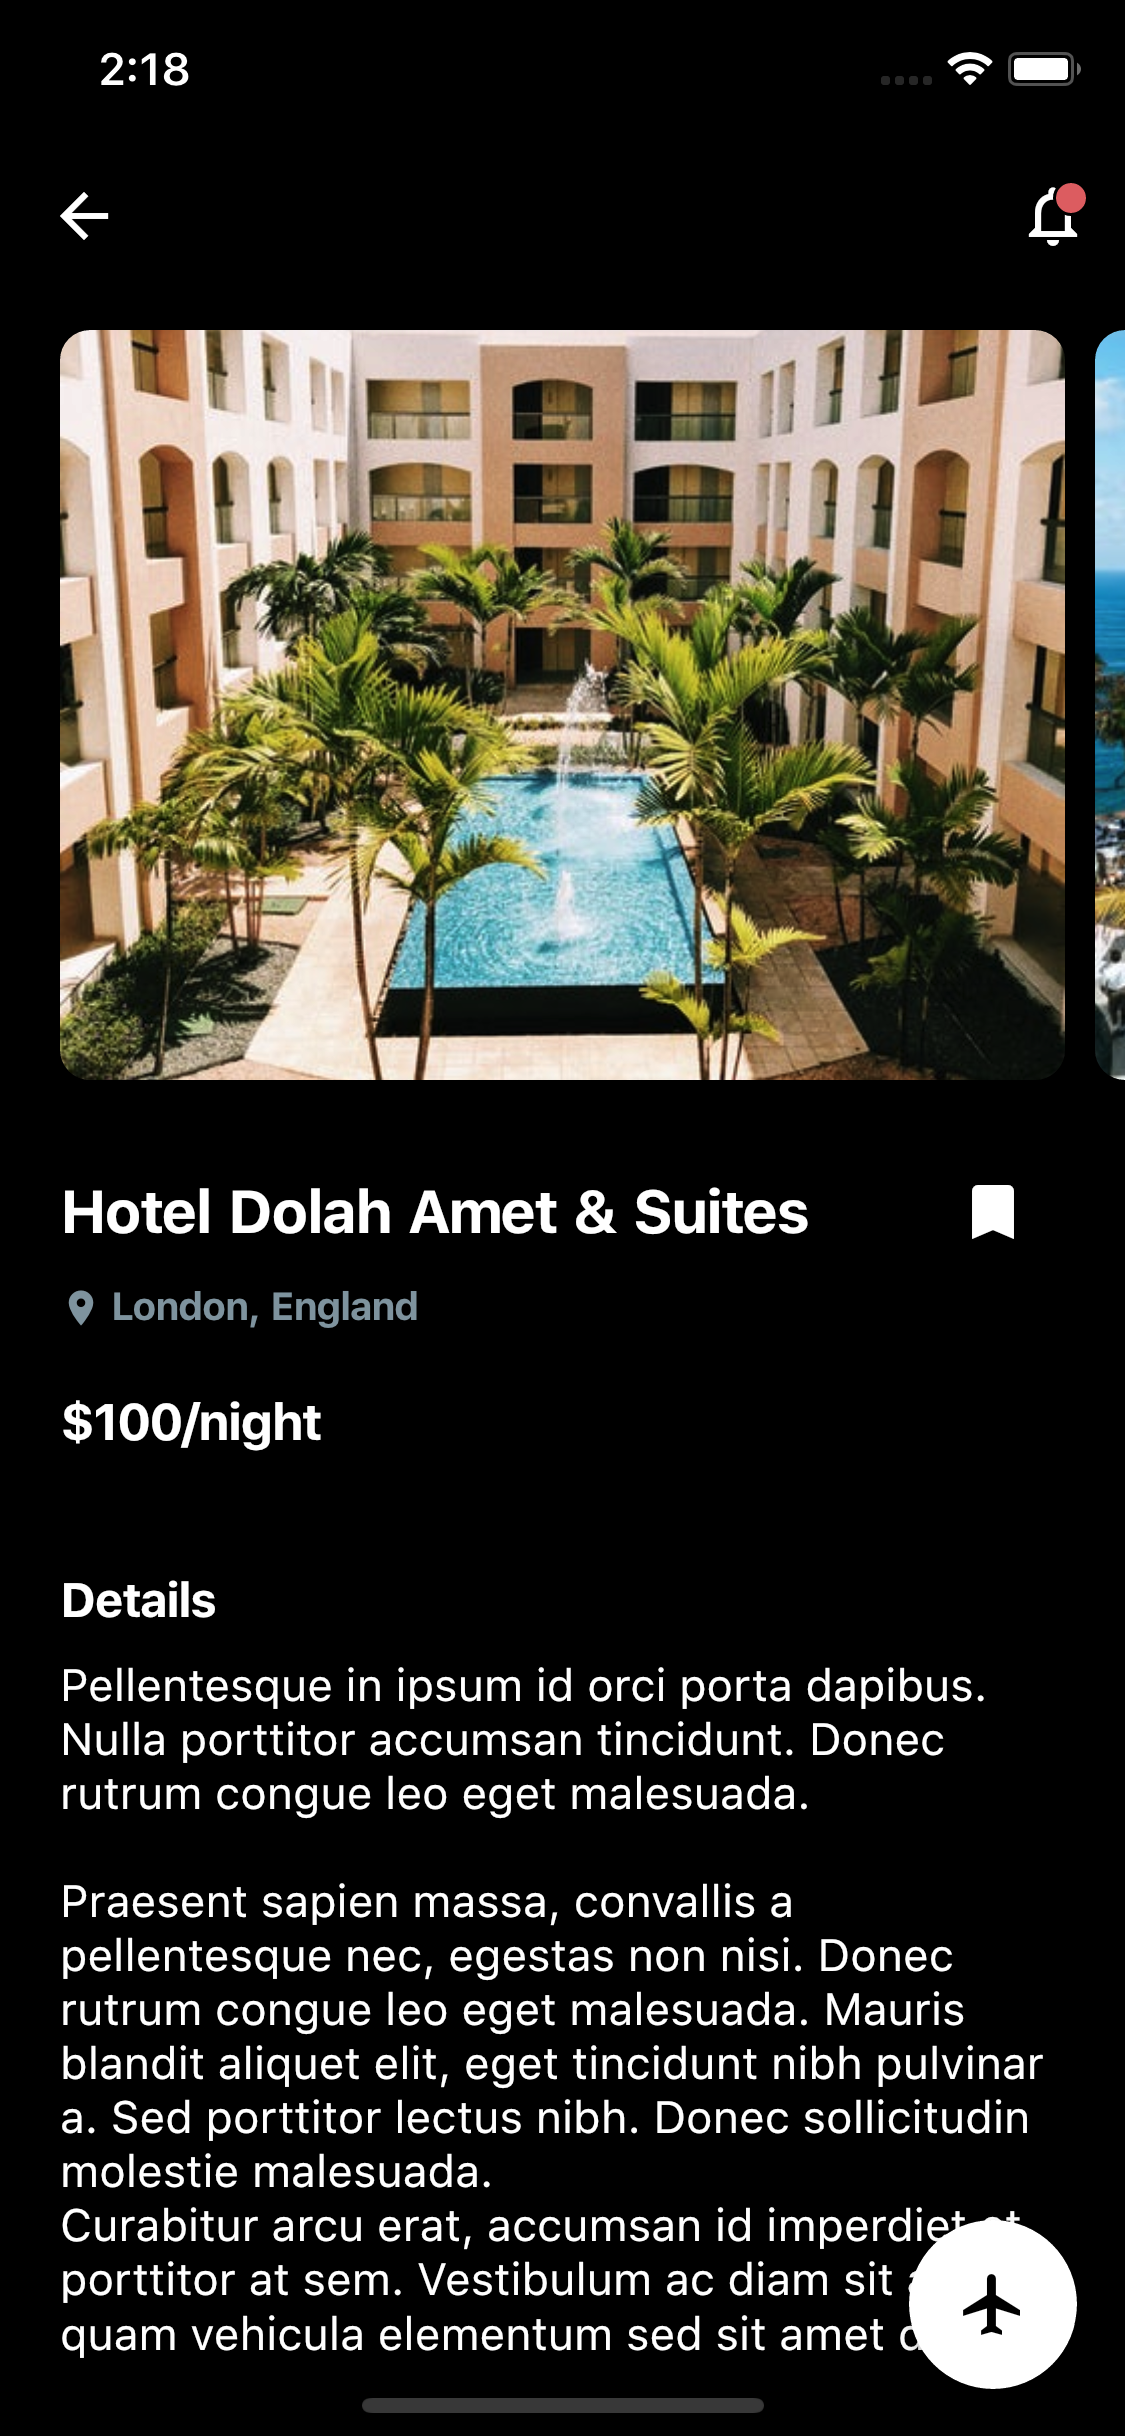 2:18
Hotel Dolah Amet & Suites
London, England
$100/night
Details
Pellentesque in ipsum id orci porta dapibus.
Nulla porttitor accumsan tincidunt. Donec
rutrum congue leo eget malesuada.
Praesent sapien massa, convallis a
pellentesque nec, egestas non nisi. Donec
rutrum congue leo eget malesuada. Mauris
blandit aliquet elit, eget tincidunt nibh pulvinar
a. Sed porttitor lectus nibh. Donec sollicitudin
molestie malesuada.
Curabitur arcu erat, accumsan id imperdiet et,
porttitor at sem. Vestibulum ac diam sit
quam vehicula elementum sed sit amet